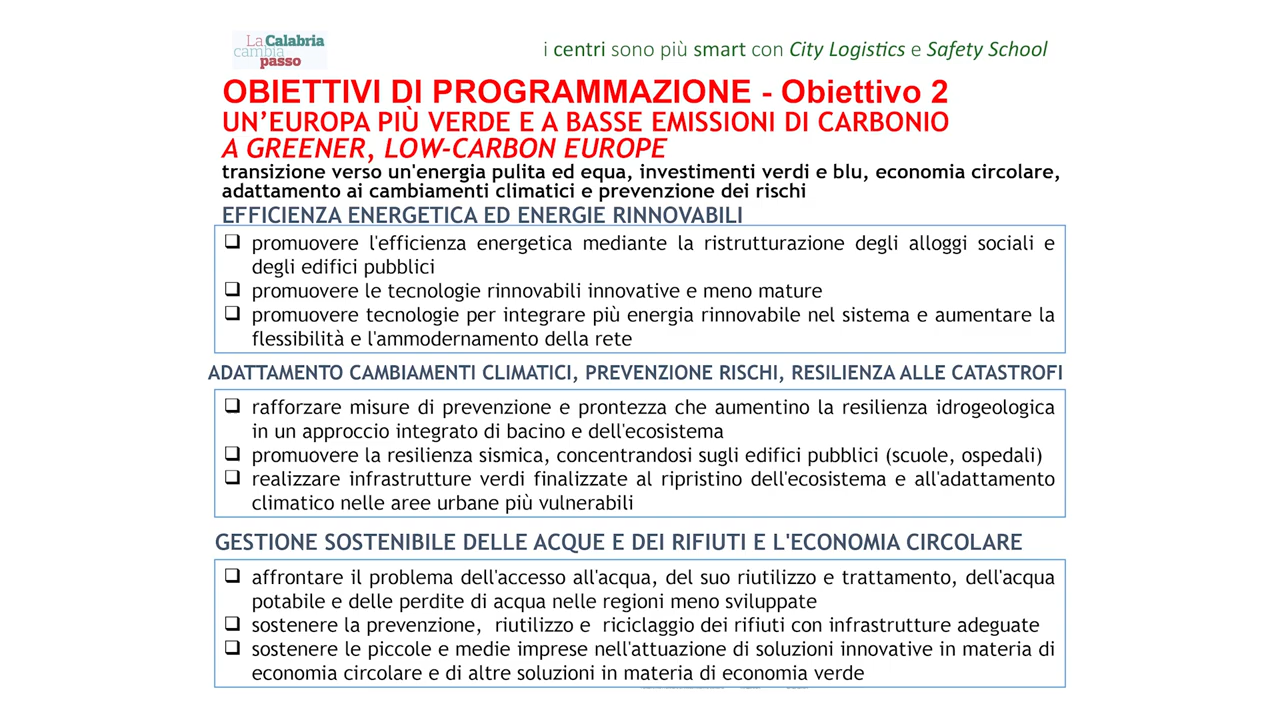 La Calabria
cambia
passo
i centri sono più smart con City Logistics e Safety School
OBIETTIVI DI PROGRAMMAZIONE - Obiettivo 2
UN’EUROPA PIÙ VERDE E A BASSE EMISSIONI DI CARBONIO
A GREENER, LOW-CARBON EUROPE
transizione verso un'energia pulita ed equa, investimenti verdi e blu, economia circolare,
adattamento ai cambiamenti climatici e prevenzione dei rischi
EFFICIENZA ENERGETICA ED ENERGIE RINNOVABILI
❑ promuovere l'efficienza energetica mediante la ristrutturazione degli alloggi sociali e
degli edifici pubblici
❑ promuovere le tecnologie rinnovabili innovative e meno mature
❑ promuovere tecnologie per integrare più energia rinnovabile nel sistema e aumentare la
flessibilità e l'ammodernamento della rete
ADATTAMENTO CAMBIAMENTI CLIMATICI, PREVENZIONE RISCHI, RESILIENZA ALLE CATASTROFI
❑ rafforzare misure di prevenzione e prontezza che aumentino la resilienza idrogeologica
in un approccio integrato di bacino e dell'ecosistema
❑ promuovere la resilienza sismica, concentrandosi sugli edifici pubblici (scuole, ospedali)
❑ realizzare infrastrutture verdi finalizzate al ripristino dell'ecosistema e all'adattamento
climatico nelle aree urbane più vulnerabili
GESTIONE SOSTENIBILE DELLE ACQUE E DEI RIFIUTI E L'ECONOMIA CIRCOLARE
❑ affrontare il problema dell'accesso all'acqua, del suo riutilizzo e trattamento, dell'acqua
potabile e delle perdite di acqua nelle regioni meno sviluppate
❑ sostenere la prevenzione, riutilizzo e riciclaggio dei rifiuti con infrastrutture adeguate
❑ sostenere le piccole e medie imprese nell'attuazione di soluzioni innovative in materia di
economia circolare e di altre soluzioni in materia di economia verde